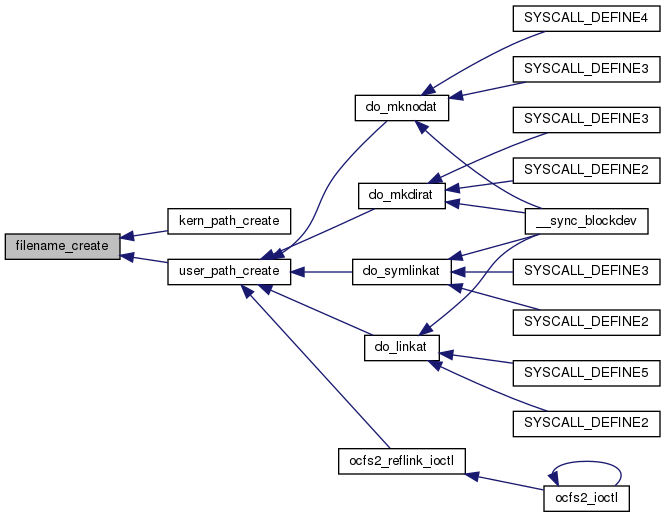 SYSCALL_DEFINE4
SYSCALL_DEFINE3
do_mknodat
SYSCALL_DEFINE3
SYSCALL_DEFINE2
do_mkdirat
kern_path_create
__sync_blockdev
filename_create
user_path_create
do_symlinkat
SYSCALL_DEFINE3
SYSCALL_DEFINE2
do_linkat
SYSCALL_DEFINE5
SYSCALL_DEFINE2
ocfs2_reflink_ioctl
ocfs2_ioctl